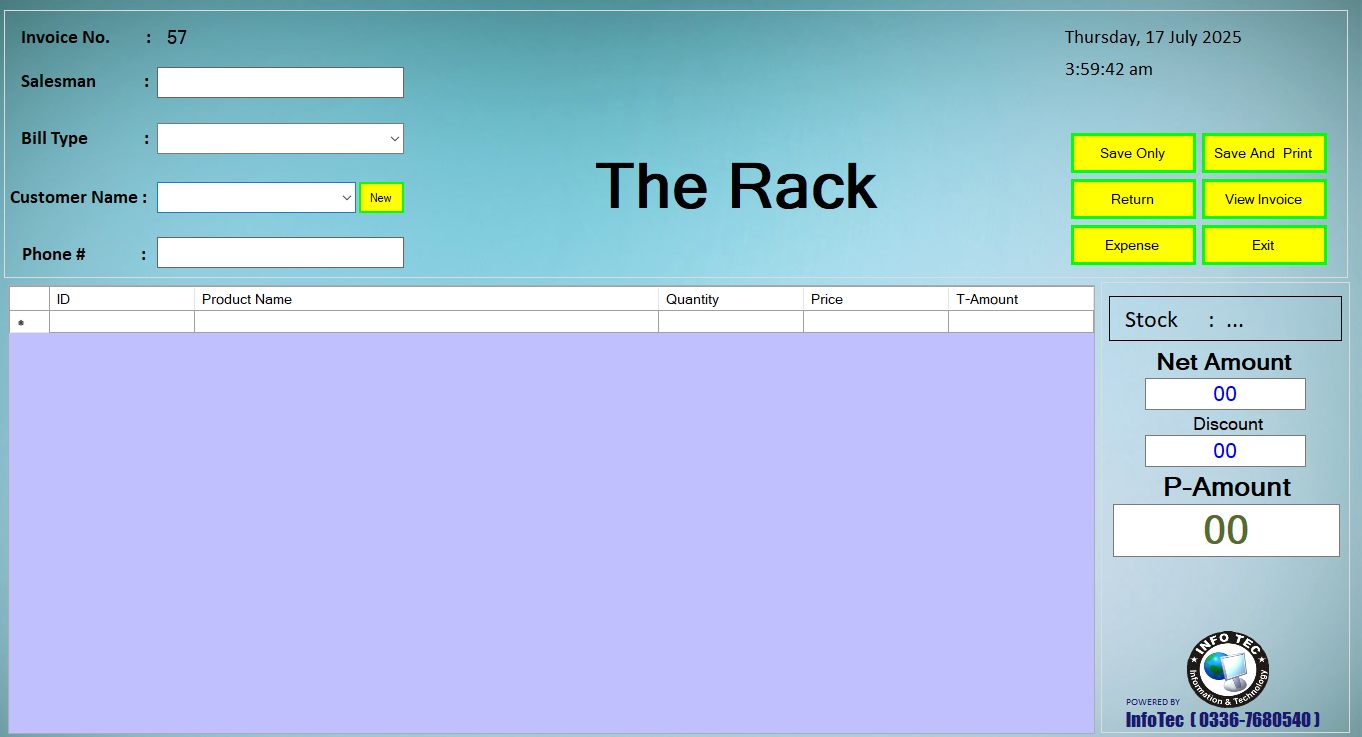 Invoice No. : 57
Thursday, 17 July 2025
3:59:42 am
Salesman :
Bill Type :
Customer Name : New
Phone # :
The Rack
Save Only Save And Print
Return View Invoice
Expense Exit
ID Product Name Quantity Price T-Amount
*
Stock : ...
Net Amount
00
Discount
00
P-Amount
00
INFO TEC
Information & Technology
POWERED BY
InfoTec ( 0336-7680540 )